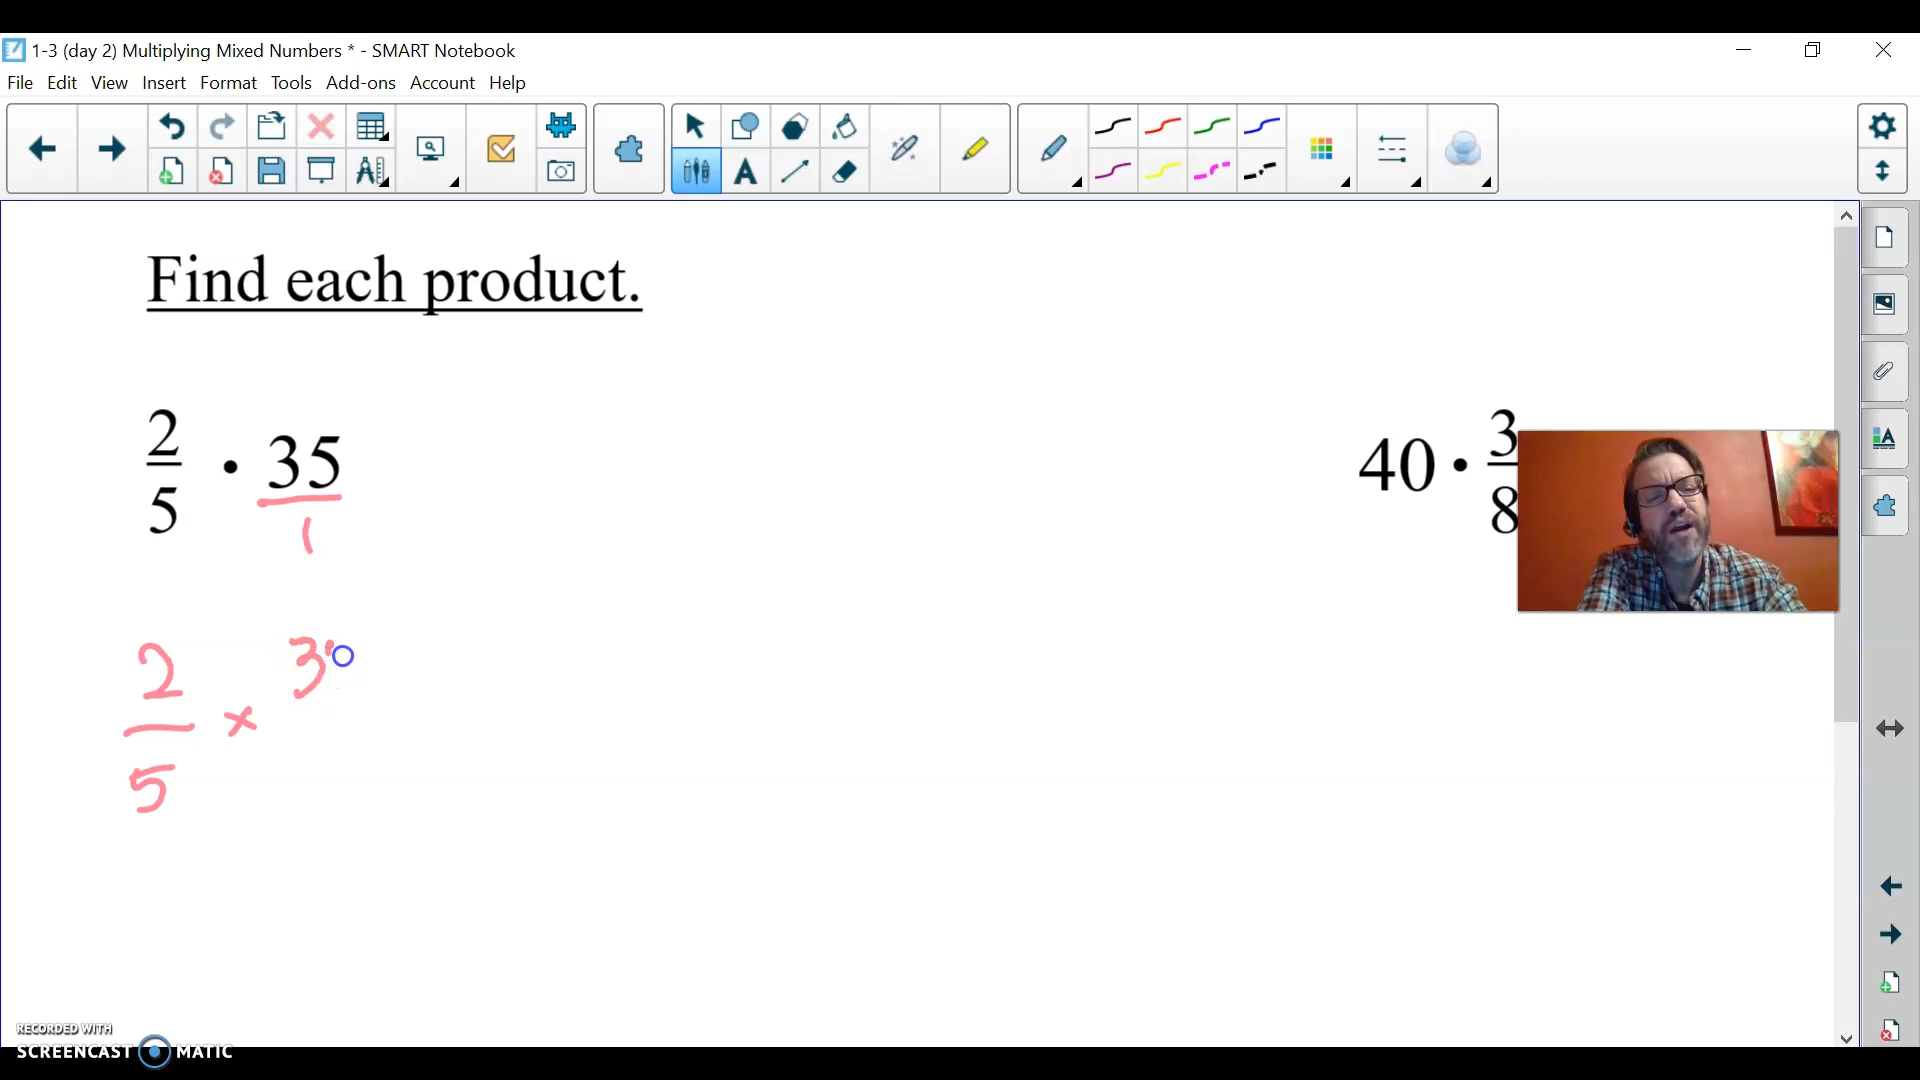 1-3 (day 2) Multiplying Mixed Numbers * - SMART Notebook
File Edit View Insert Format Tools Add-ons Account Help
Find each product.
2/5 • 35
1
40 • 3/8
2/5 × 3
RECORDED WITH
SCREENCAST MATIC